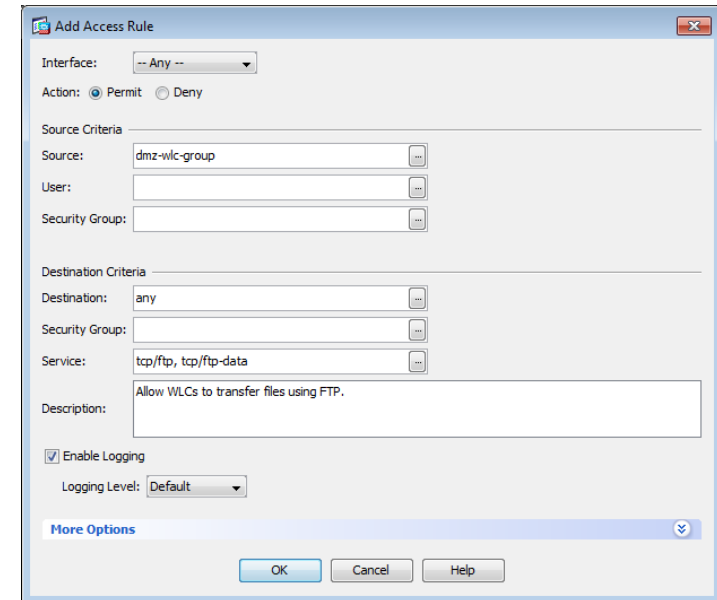 Add Access Rule
Interface: -- Any --
Action: Permit Deny
Source Criteria
Source: dmz-wlc-group ...
User: ...
Security Group: ...
Destination Criteria
Destination: any ...
Security Group: ...
Service: tcp/ftp, tcp/ftp-data ...
Allow WLCs to transfer files using FTP.
Description:
Enable Logging
Logging Level: Default
More Options
OK Cancel Help